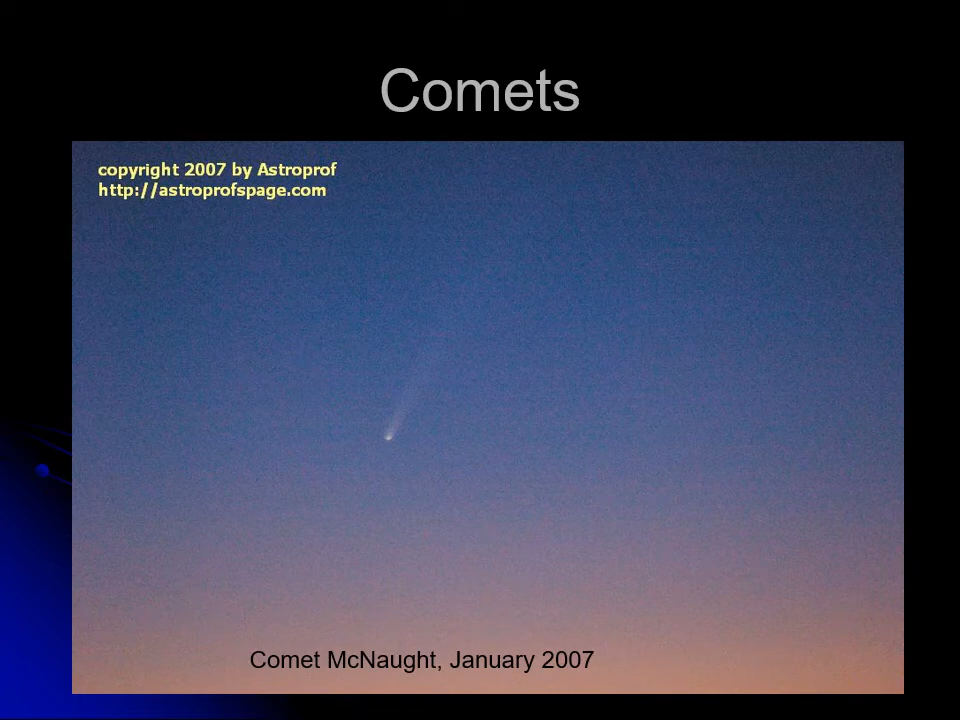 Comets
copyright 2007 by Astroprof
http://astroprofspage.com
Comet McNaught, January 2007